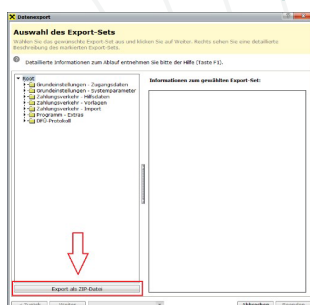 Datenexport
Auswahl des Export-Sets
Wählen Sie das gewünschte Export-Set aus und klicken Sie auf Weiter. Rechts sehen Sie eine detaillierte
Beschreibung des markierten Export-Sets.
Detaillierte Informationen zum Ablauf entnehmen Sie bitte der Hilfe (Taste F1).
Root
Grundeinstellungen - Zugangsdaten
Grundeinstellungen - Systemparameter
Zahlungsverkehr - Hilfsdaten
Zahlungsverkehr - Vorlagen
Zahlungsverkehr - Import
Programm - Extras
DFÜ-Protokoll
Informationen zum gewählten Export-Set:
Export als ZIP-Datei